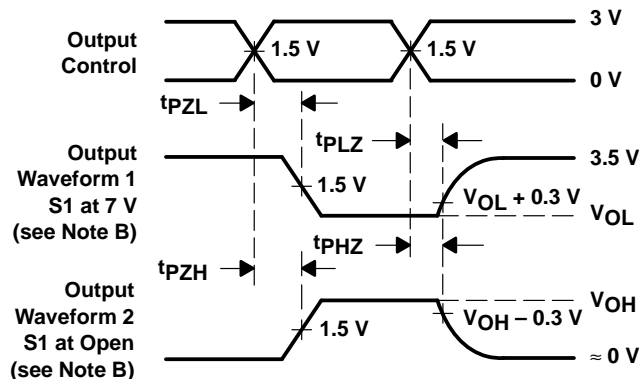 3 V
Output
Control
1.5 V
1.5 V
0 V
tPZL
tPLZ
Output
Waveform 1
S1 at 7 V
(see Note B)
3.5 V
1.5 V
VOL + 0.3 V
VOL
tPHZ
tPZH
Output
Waveform 2
S1 at Open
(see Note B)
VOH
VOH – 0.3 V
1.5 V
≈ 0 V